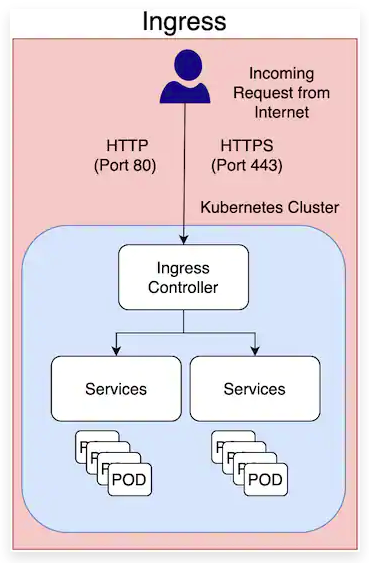 Ingress
Incoming
Request from
Internet
HTTP
(Port 80)
HTTPS
(Port 443)
Kubernetes Cluster
Ingress
Controller
Services
Services
P
P
P
POD
P
P
P
POD